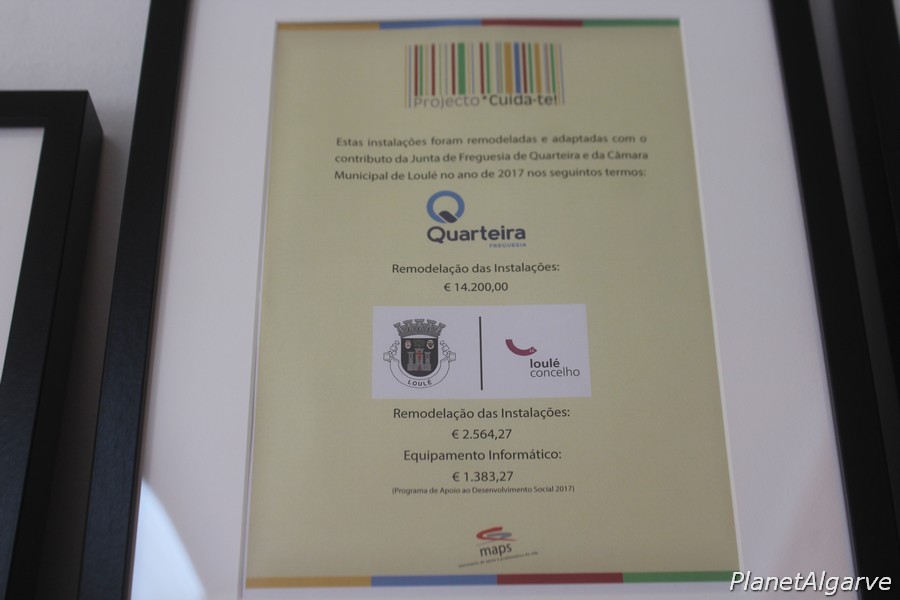 Projecto "Cuida-te!
Estas instalações foram remodeladas e adaptadas com o
contributo da Junta de Freguesia de Quarteira e da Câmara
Municipal de Loulé no ano de 2017 nos seguintos termos:
Quarteira
FREGUESIA
Remodelação das Instalações:
€ 14.200,00
LOULÉ
loulé
concelho
Remodelação das Instalações:
€ 2.564,27
Equipamento Informático:
€ 1.383,27
(Programa de Apoio ao Desenvolvimento Social 2017)
maps
PlanetAlgarve